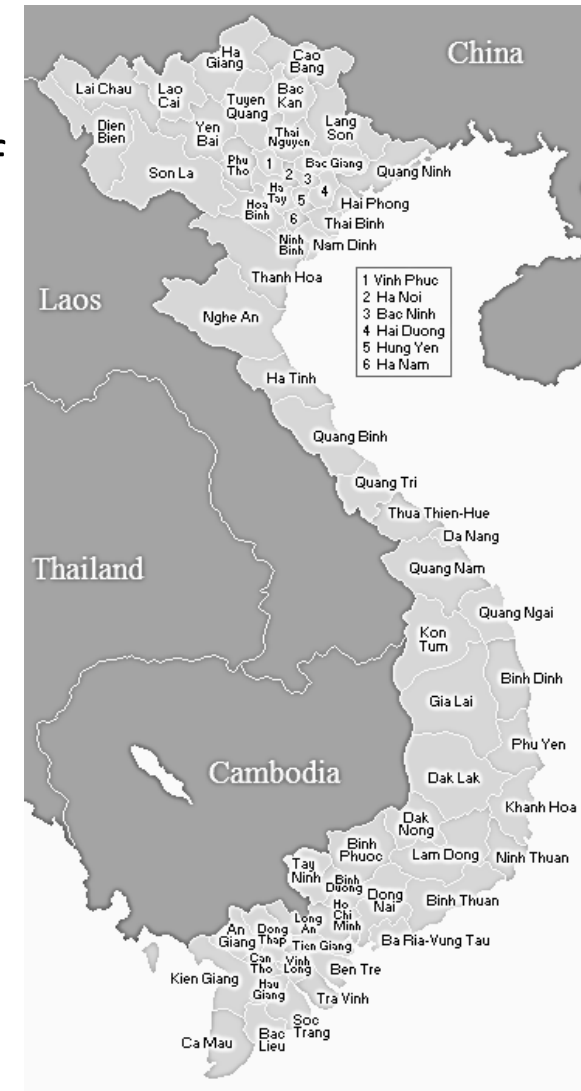 f
China
Ha
Giang
Cao
Bang
Lai Chau
Lao
Cai
Bac
Kan
Tuyen
Quang
Lang
Son
Dien
Bien
Yen
Bai
Thai
Nguyen
Phu
Tho
1
Bac Giang
Son La
2
3
Quang Ninh
Ha
Tay
4
5
Hoa
Binh
Hai Phong
6
Thai Binh
Ninh
Binh
Nam Dinh
Thanh Hoa
1 Vinh Phuc
2 Ha Noi
3 Bac Ninh
4 Hai Duong
5 Hung Yen
6 Ha Nam
Laos
Nghe An
Ha Tinh
Quang Binh
Quang Tri
Thua Thien-Hue
Da Nang
Thailand
Quang Nam
Quang Ngai
Kon
Tum
Binh Dinh
Gia Lai
Phu Yen
Cambodia
Dak Lak
Khanh Hoa
Dak
Nong
Binh
Phuoc
Lam Dong
Ninh Thuan
Tay
Ninh
Binh
Duong
Dong
Nai
Binh Thuan
Ho
Chi
Minh
Long
An
An
Giang
Dong
Thap
Tien Giang
Ba Ria-Vung Tau
Can
Tho
Vinh
Long
Ben Tre
Kien Giang
Hau
Giang
Tra Vinh
Soc
Trang
Ca Mau
Bac
Lieu